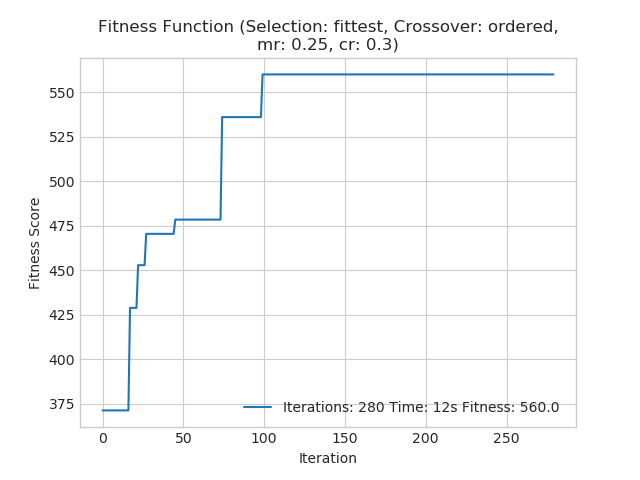 Fitness Function (Selection: fittest, Crossover: ordered,
mr: 0.25, cr: 0.3)
Fitness Score
550
525
500
475
450
425
400
375
Iterations: 280 Time: 12s Fitness: 560.0
0 50 100 150 200 250
Iteration